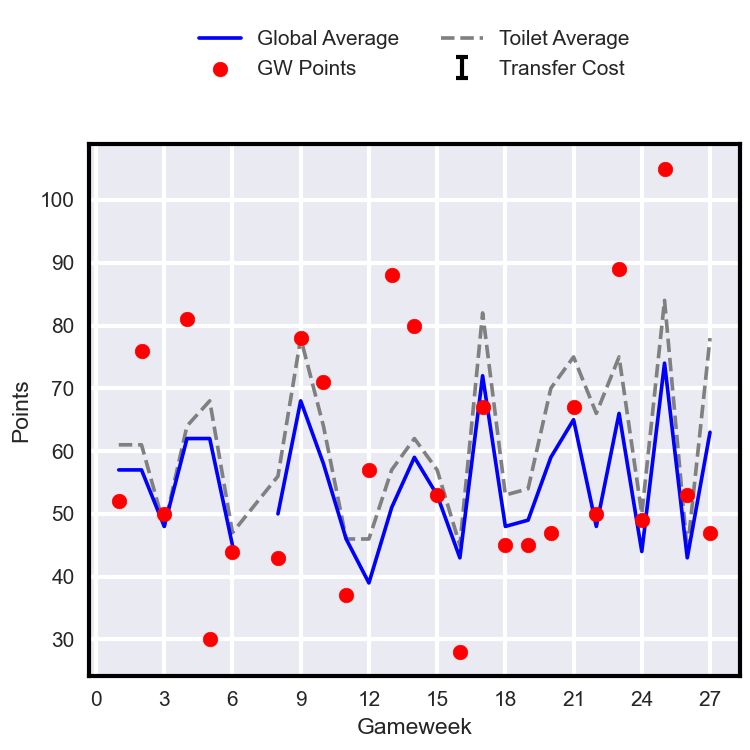 Global Average
Toilet Average
GW Points
Transfer Cost
100
90
80
70
60
50
40
30
Points
0 3 6 9 12 15 18 21 24 27
Gameweek